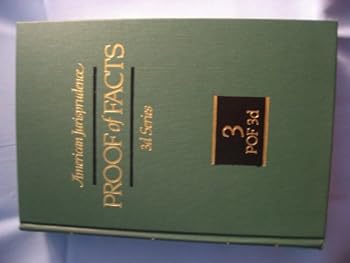 American Jurisprudence
PROOF of FACTS
3d Series
3
POF 3d